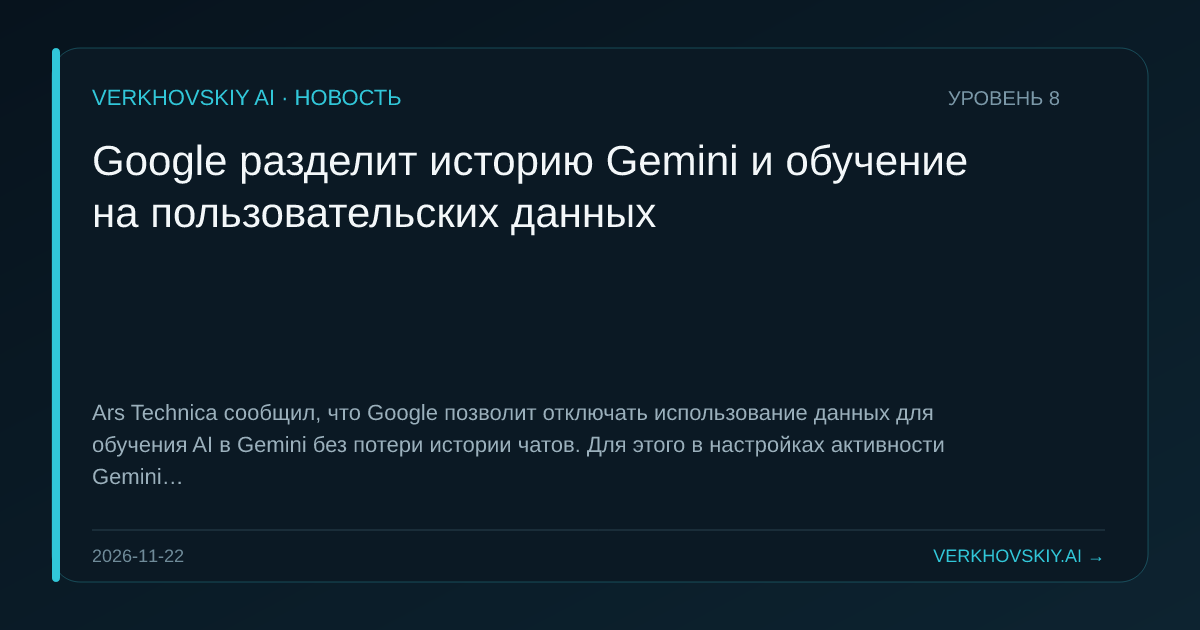 VERKHOVSKIY AI · НОВОСТЬ
УРОВЕНЬ 8
Google разделит историю Gemini и обучение
на пользовательских данных
Ars Technica сообщил, что Google позволит отключать использование данных для
обучения AI в Gemini без потери истории чатов. Для этого в настройках активности
Gemini…
2026-11-22
VERKHOVSKIY.AI →